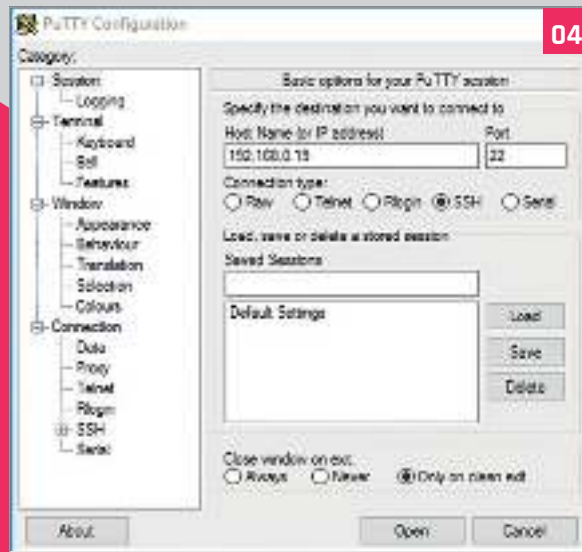 PuTTY Configuration
04
Category:
Session
Logging
Terminal
Keyboard
Bell
Features
Window
Appearance
Behaviour
Translation
Selection
Colours
Connection
Data
Proxy
Telnet
Rlogin
SSH
Serial
Basic options for your PuTTY session
Specify the destination you want to connect to
Host Name (or IP address) Port
22
Connection type:
Raw Telnet Rlogin SSH Serial
Load, save or delete a stored session
Saved Sessions
Default Settings
Load
Save
Delete
Close window on exit:
Always Never Only on clean exit
About Open Cancel